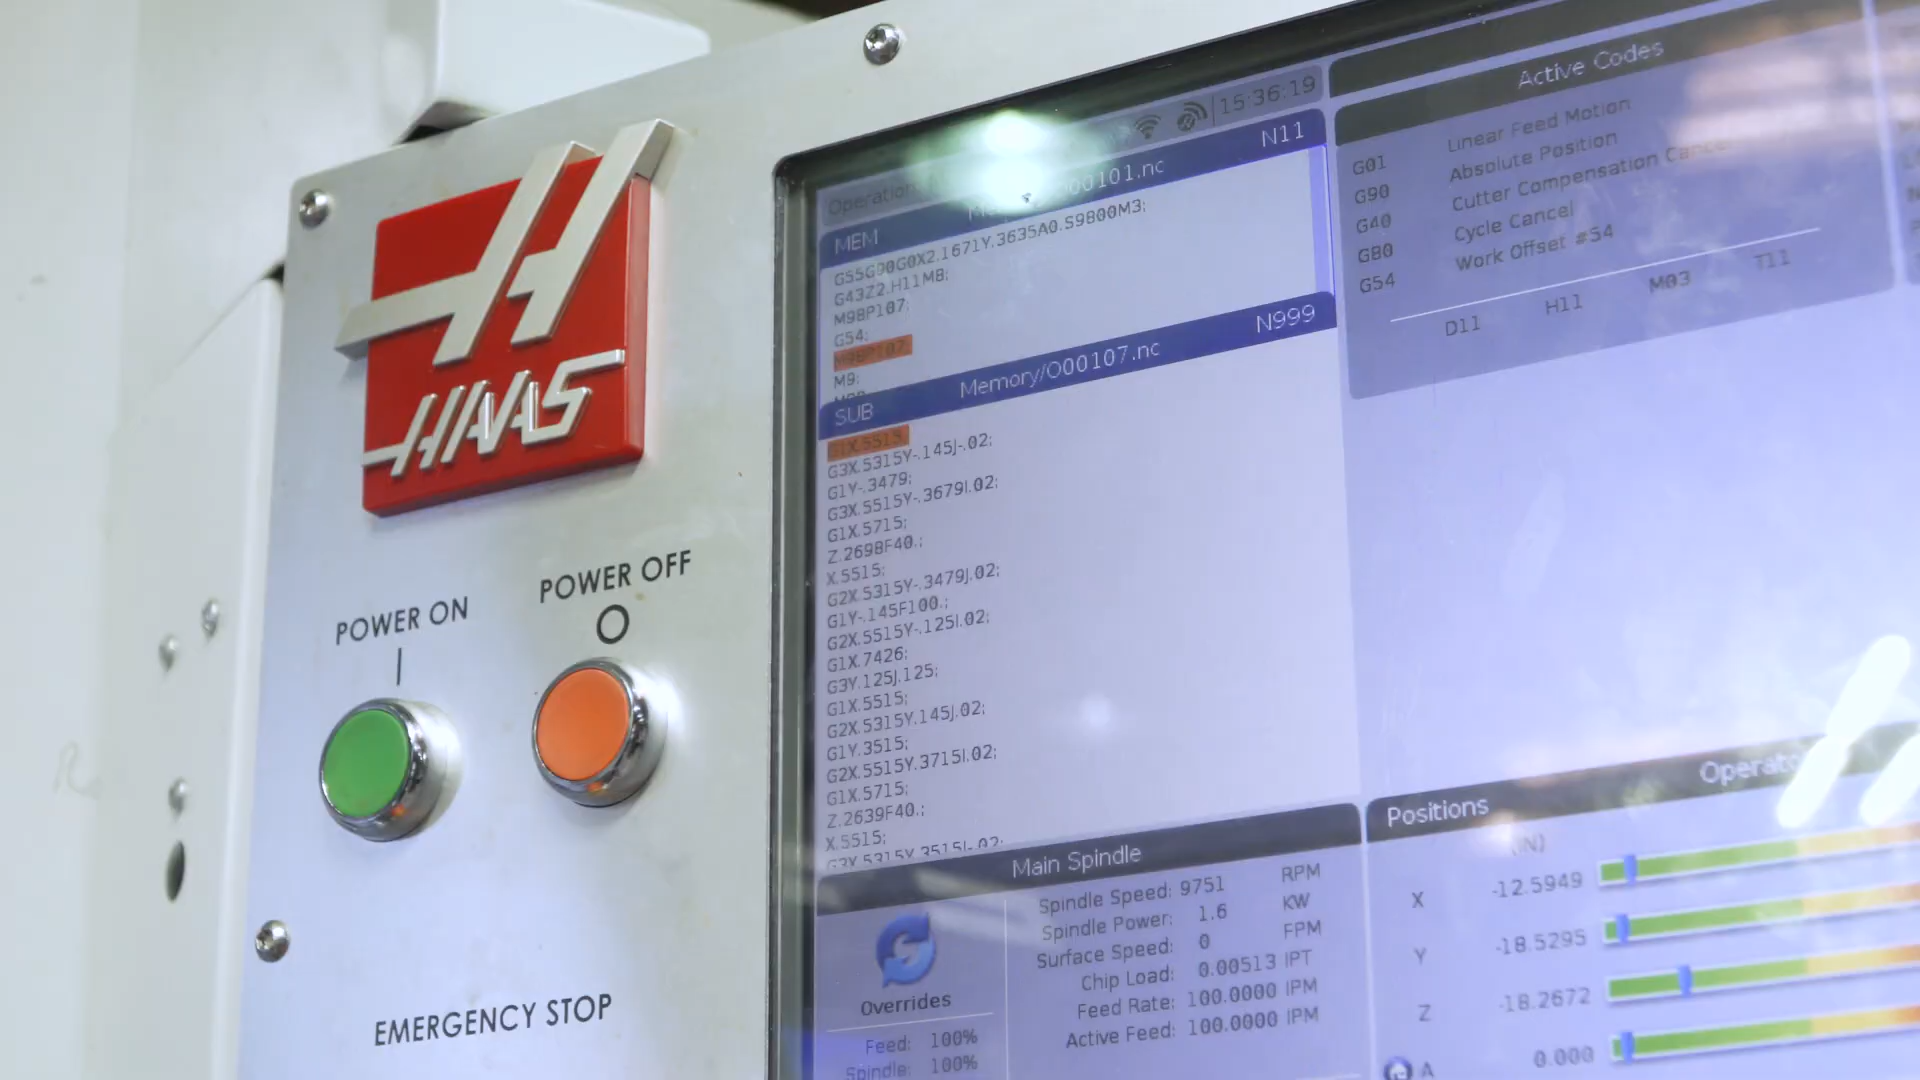 HAAS
POWER ON
POWER OFF
EMERGENCY STOP
15:36:19
Operation
N11
O00101.nc
MEM
G55G90G0X2.1671Y.3635A0.S9800M3;
G43Z2.H11M8;
M98P107;
G54;
M98P107;
M9;
N999
Memory/O00107.nc
SUB
G1X.5515;
G3X.5315Y-.145J-.02;
G1Y-.3479;
G3X.5515Y-.3679I.02;
G1X.5715;
Z.2698F40.;
X.5515;
G2X.5315Y-.3479J.02;
G1Y-.145F100.;
G2X.5515Y-.125I.02;
G1X.7426;
G3Y.125J.125;
G1X.5515;
G2X.5315Y.145J.02;
G1Y.3515;
G2X.5515Y.3715I.02;
G1X.5715;
Z.2639F40.;
X.5515;
G3X.5315Y.3515J-.02;
Active Codes
G01 Linear Feed Motion
G90 Absolute Position
G40 Cutter Compensation Cancel
G80 Cycle Cancel
G54 Work Offset #54
D11 H11 M03 T11
Main Spindle
Overrides
Feed: 100%
Spindle: 100%
Spindle Speed: 9751 RPM
Spindle Power: 1.6 KW
Surface Speed: 0 FPM
Chip Load: 0.00513 IPT
Feed Rate: 100.0000 IPM
Active Feed: 100.0000 IPM
Positions
(IN)
X -12.5949
Y -18.5295
Z -18.2672
A 0.000